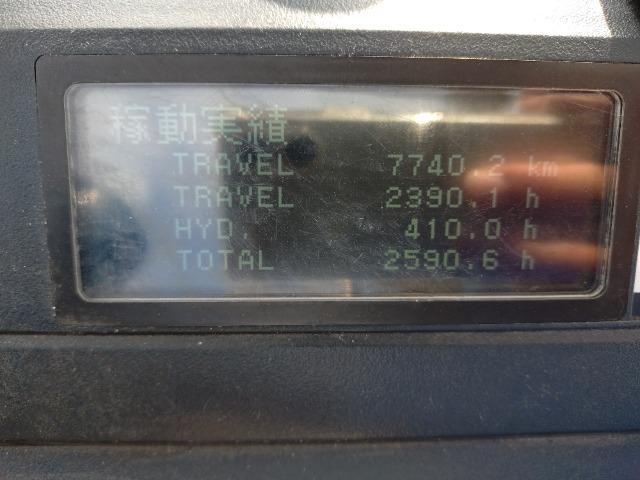 稼動実績
TRAVEL 7740.2 km
TRAVEL 2390.1 h
HYD. 410.0 h
TOTAL 2590.6 h